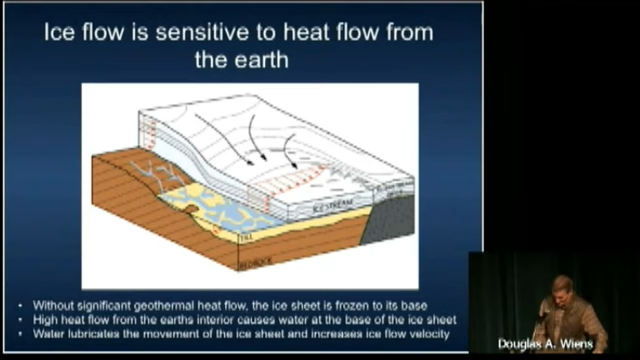 Ice flow is sensitive to heat flow from
the earth
ICE STREAM
TILL
BEDROCK
• Without significant geothermal heat flow, the ice sheet is frozen to its base
• High heat flow from the earths interior causes water at the base of the ice sheet
• Water lubricates the movement of the ice sheet and increases ice flow velocity
Douglas A. Wiens